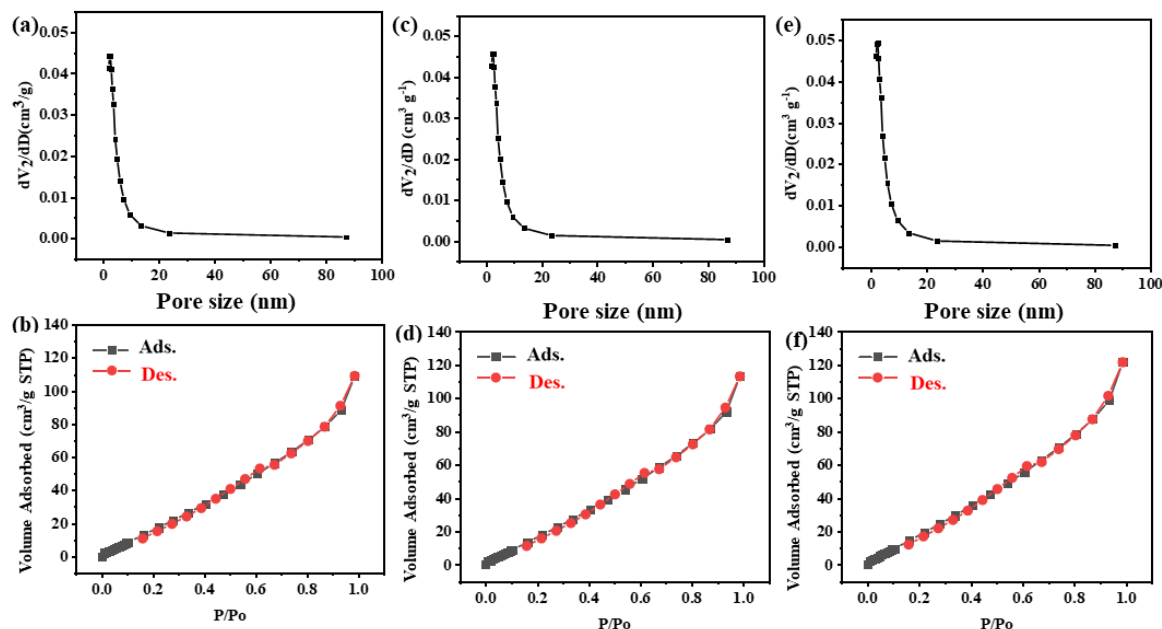 (a)
dV2/dD(cm³/g)
0.05
0.04
0.03
0.02
0.01
0.00
0 20 40 60 80 100
Pore size (nm)
(c)
dV2/dD (cm³ g⁻¹)
0.05
0.04
0.03
0.02
0.01
0.00
0 20 40 60 80 100
Pore size (nm)
(e)
dV2/dD(cm³ g⁻¹)
0.05
0.04
0.03
0.02
0.01
0.00
0 20 40 60 80 100
Pore size (nm)
(b)
Volume Adsorbed (cm³/g STP)
140
120
100
80
60
40
20
0
Ads.
Des.
0.0 0.2 0.4 0.6 0.8 1.0
P/Po
(d)
Volume Adsorbed (cm³/g STP)
140
120
100
80
60
40
20
0
Ads.
Des.
0.0 0.2 0.4 0.6 0.8 1.0
P/Po
(f)
Volume Adsorbed (cm³/g STP)
140
120
100
80
60
40
20
0
Ads.
Des.
0.0 0.2 0.4 0.6 0.8 1.0
P/Po